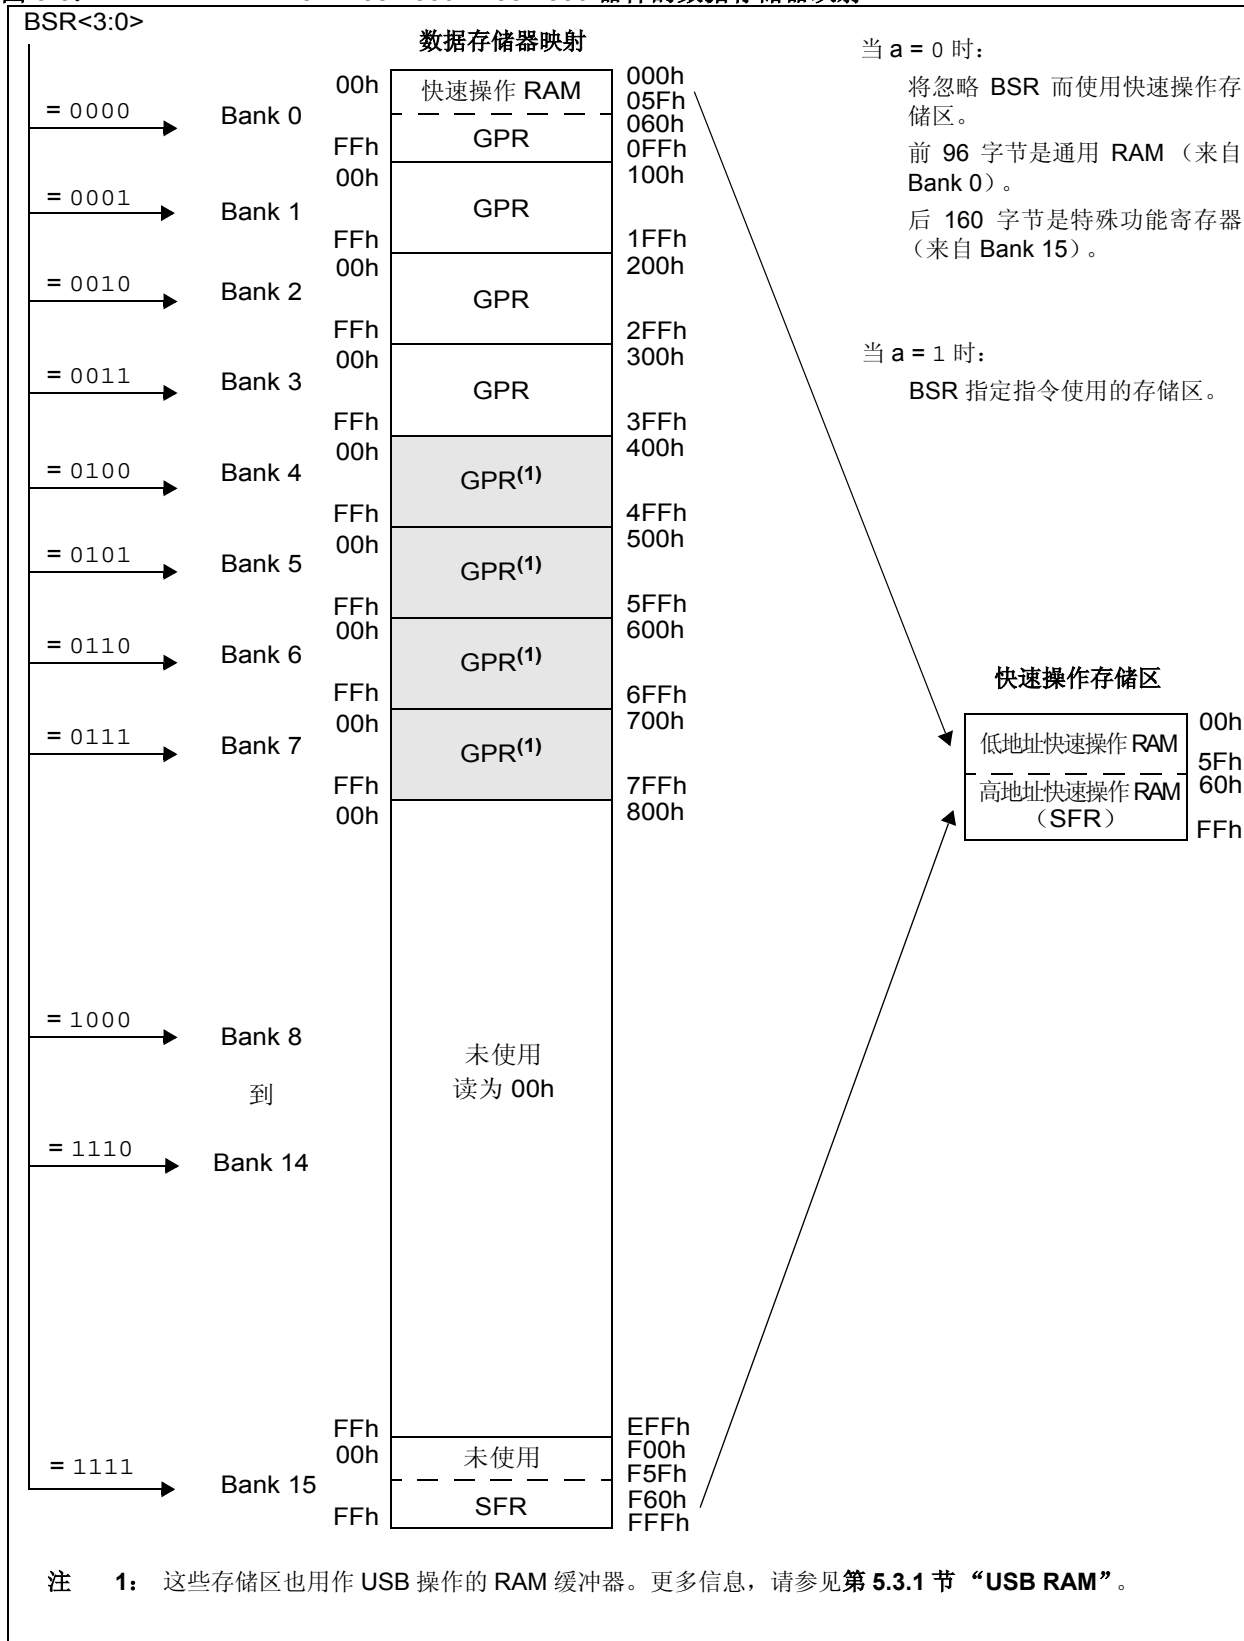 BSR<3:0>
数据存储器映射
= 0000
Bank 0
00h
FFh
快速操作 RAM
GPR
000h
05Fh
060h
0FFh
= 0001
Bank 1
00h
FFh
GPR
100h
1FFh
= 0010
Bank 2
00h
FFh
GPR
200h
2FFh
= 0011
Bank 3
00h
FFh
GPR
300h
3FFh
= 0100
Bank 4
00h
FFh
GPR(1)
400h
4FFh
= 0101
Bank 5
00h
FFh
GPR(1)
500h
5FFh
= 0110
Bank 6
00h
FFh
GPR(1)
600h
6FFh
= 0111
Bank 7
00h
FFh
GPR(1)
700h
7FFh
= 1000
Bank 8
到
= 1110
Bank 14
00h
FFh
未使用
读为 00h
800h
EFFh
= 1111
Bank 15
00h
FFh
未使用
SFR
F00h
F5Fh
F60h
FFFh
当 a = 0 时:
将忽略 BSR 而使用快速操作存
储区。
前 96 字节是通用 RAM （来自
Bank 0）。
后 160 字节是特殊功能寄存器
（来自 Bank 15）。
当 a = 1 时:
BSR 指定指令使用的存储区。
快速操作存储区
低地址快速操作 RAM
高地址快速操作 RAM
（SFR）
00h
5Fh
60h
FFh
注 1: 这些存储区也用作 USB 操作的 RAM 缓冲器。更多信息，请参见第 5.3.1 节 “USB RAM”。